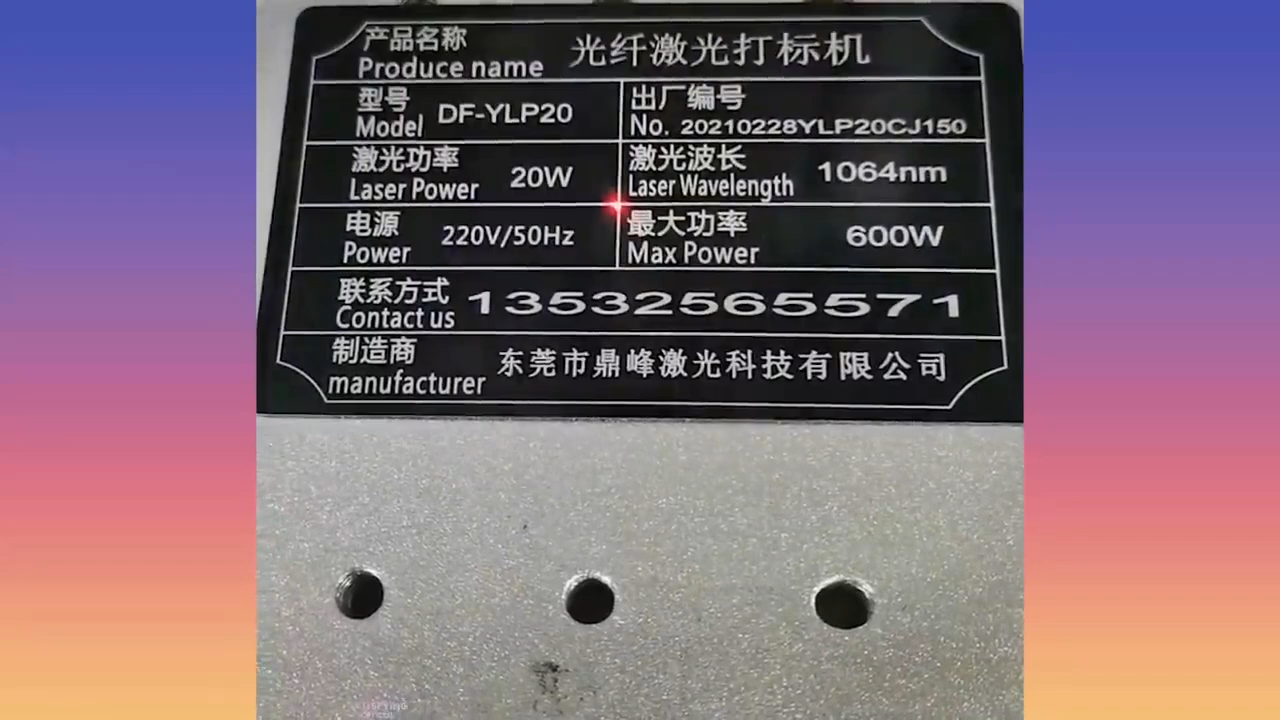 产品名称
Produce name 光纤激光打标机
型号
Model DF-YLP20
出厂编号
No. 20210228YLP20CJ150
激光功率
Laser Power 20W
激光波长
Laser Wavelength 1064nm
电源
Power 220V/50Hz
最大功率
Max Power 600W
联系方式
Contact us 13532565571
制造商
manufacturer 东莞市鼎峰激光科技有限公司